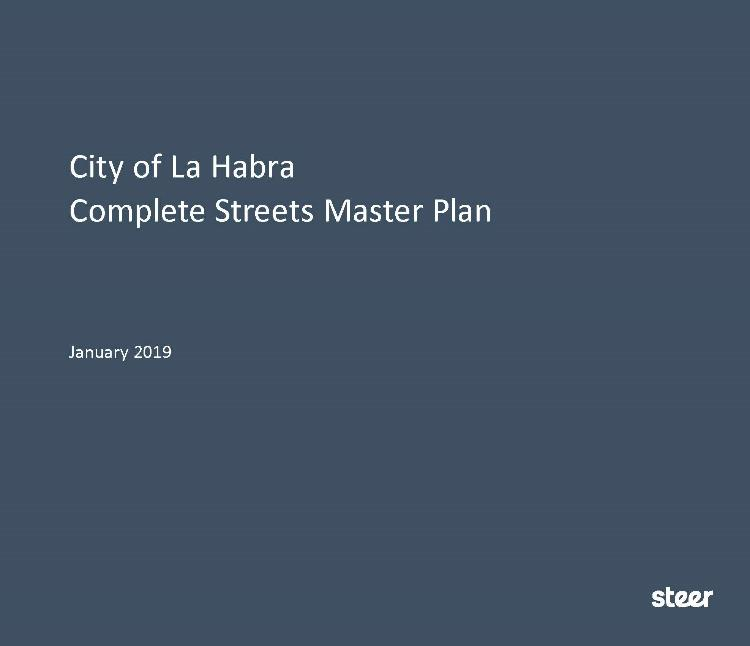 City of La Habra
Complete Streets Master Plan
January 2019
steer